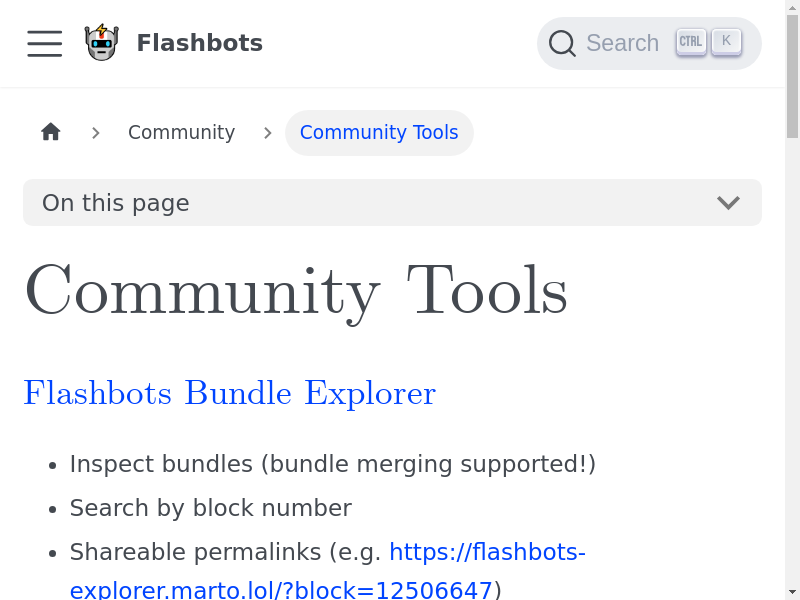 Flashbots
Search CTRL K
Community
Community Tools
On this page
Community Tools
Flashbots Bundle Explorer
Inspect bundles (bundle merging supported!)
Search by block number
Shareable permalinks (e.g. https://flashbots-
explorer.marto.lol/?block=12506647)